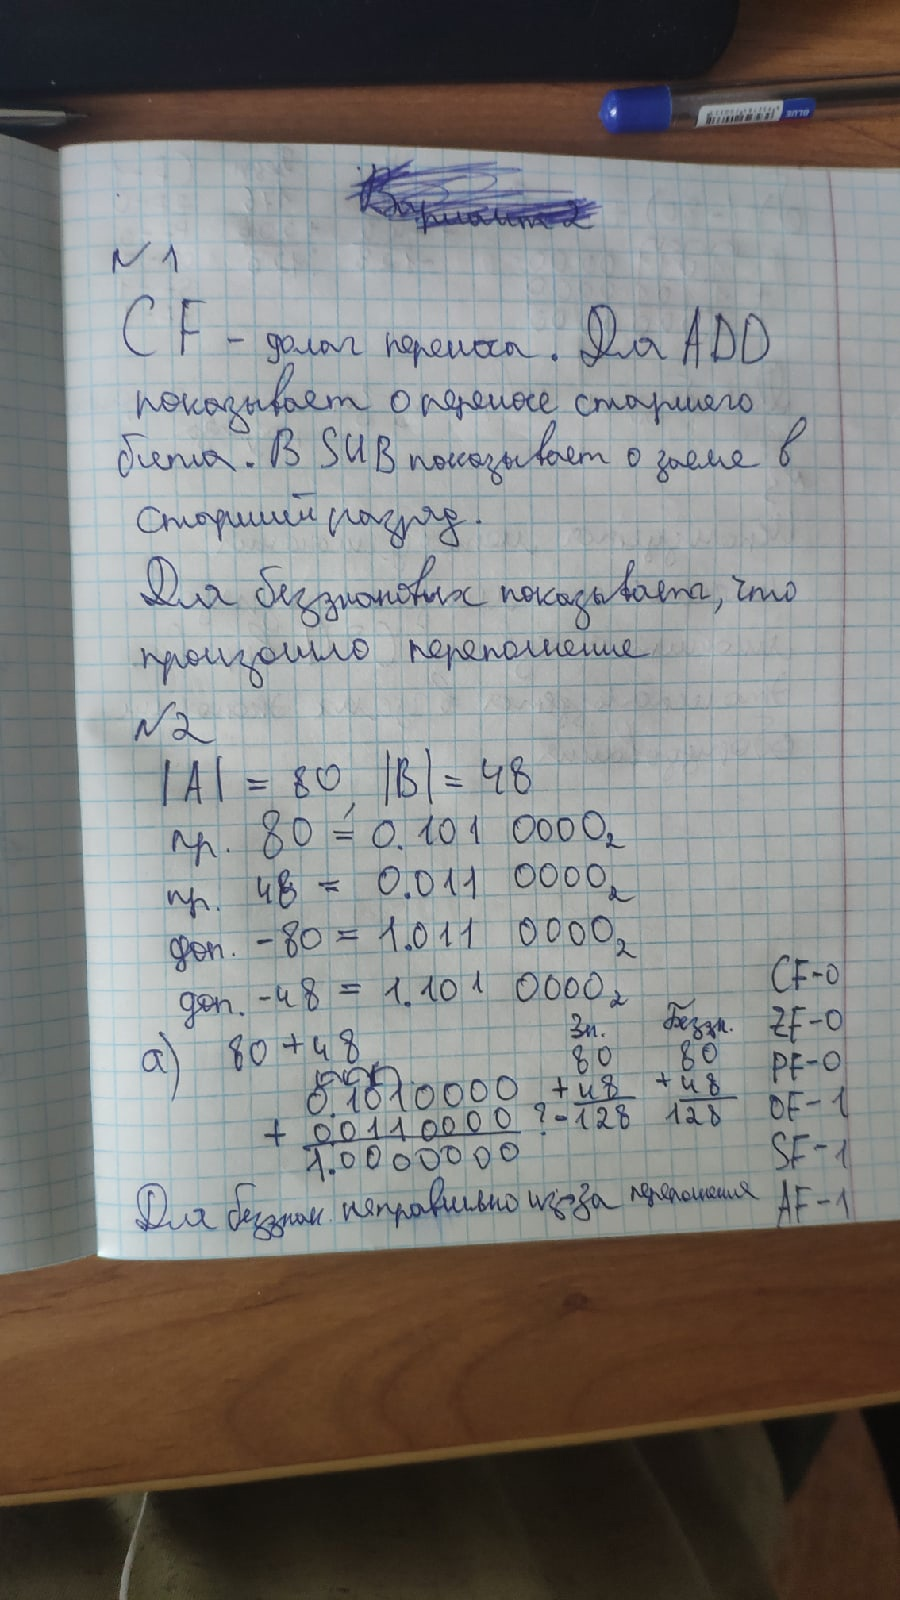 Вариант 2
№1
CF - флаг переноса. Для ADD
показывает о переносе старшего
бита. В SUB показывает о заеме в
старший разряд.
Для беззнаковых показывает, что
произошло переполнение
№2
|A| = 80, |B| = 48
пр. 80 = 0.101 0000₂
пр. 48 = 0.011 0000₂
доп. -80 = 1.011 0000₂
доп. -48 = 1.101 0000₂
а) 80 + 48
0.1010000
+ 00110000
1.0000000
Зн.
80
+ 48
?-128
Беззн.
80
+ 48
128
CF-0
ZF-0
PF-0
OF-1
SF-1
AF-1
Для беззнак. неправильно из-за переполнения
BLUE